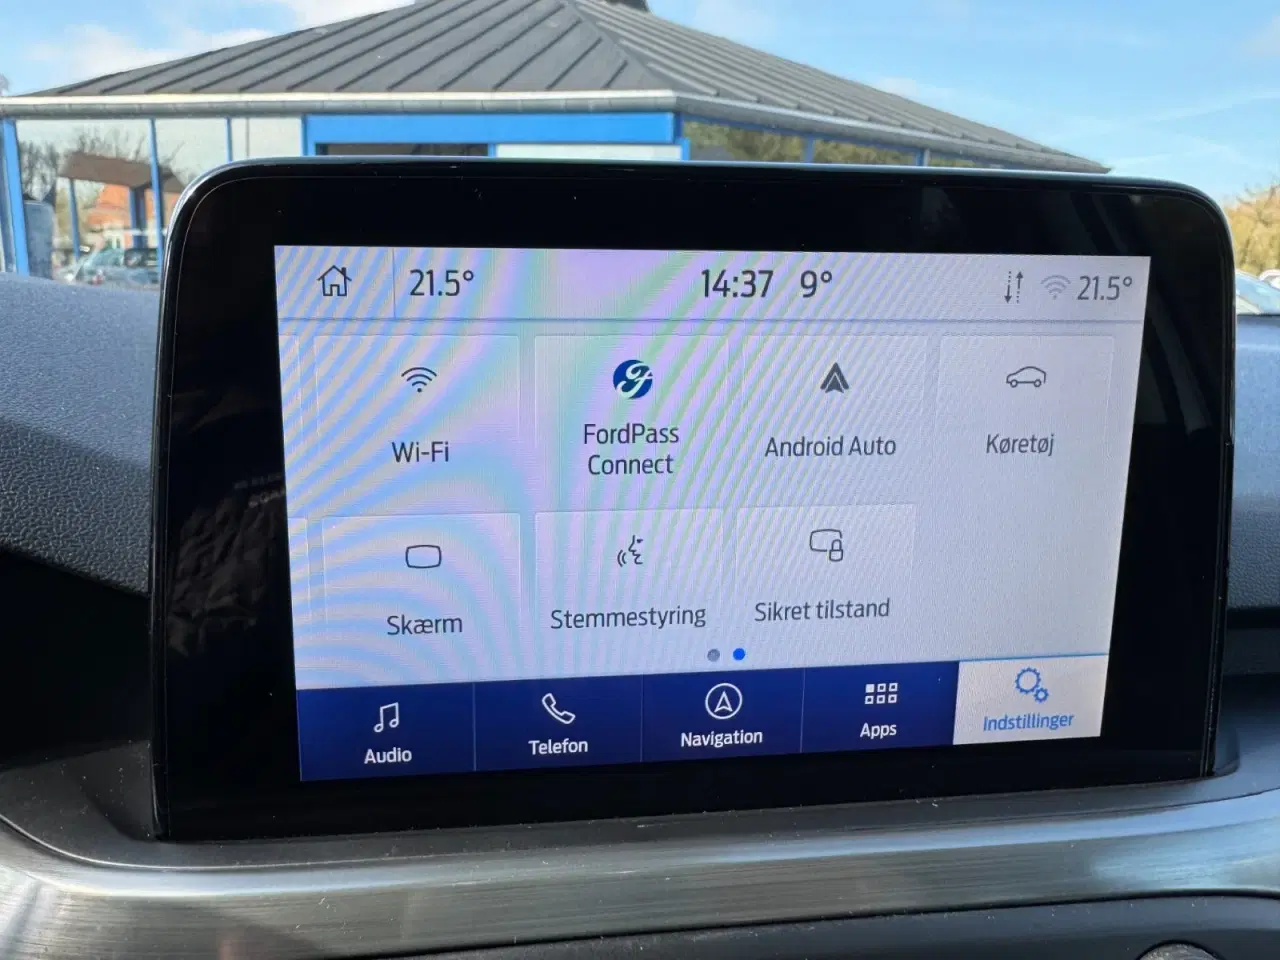 21.5° 14:37 9° 21.5°
Wi-Fi
FordPass
Connect
Android Auto
Køretøj
Skærm
Stemmestyring
Sikret tilstand
Audio
Telefon
Navigation
Apps
Indstillinger